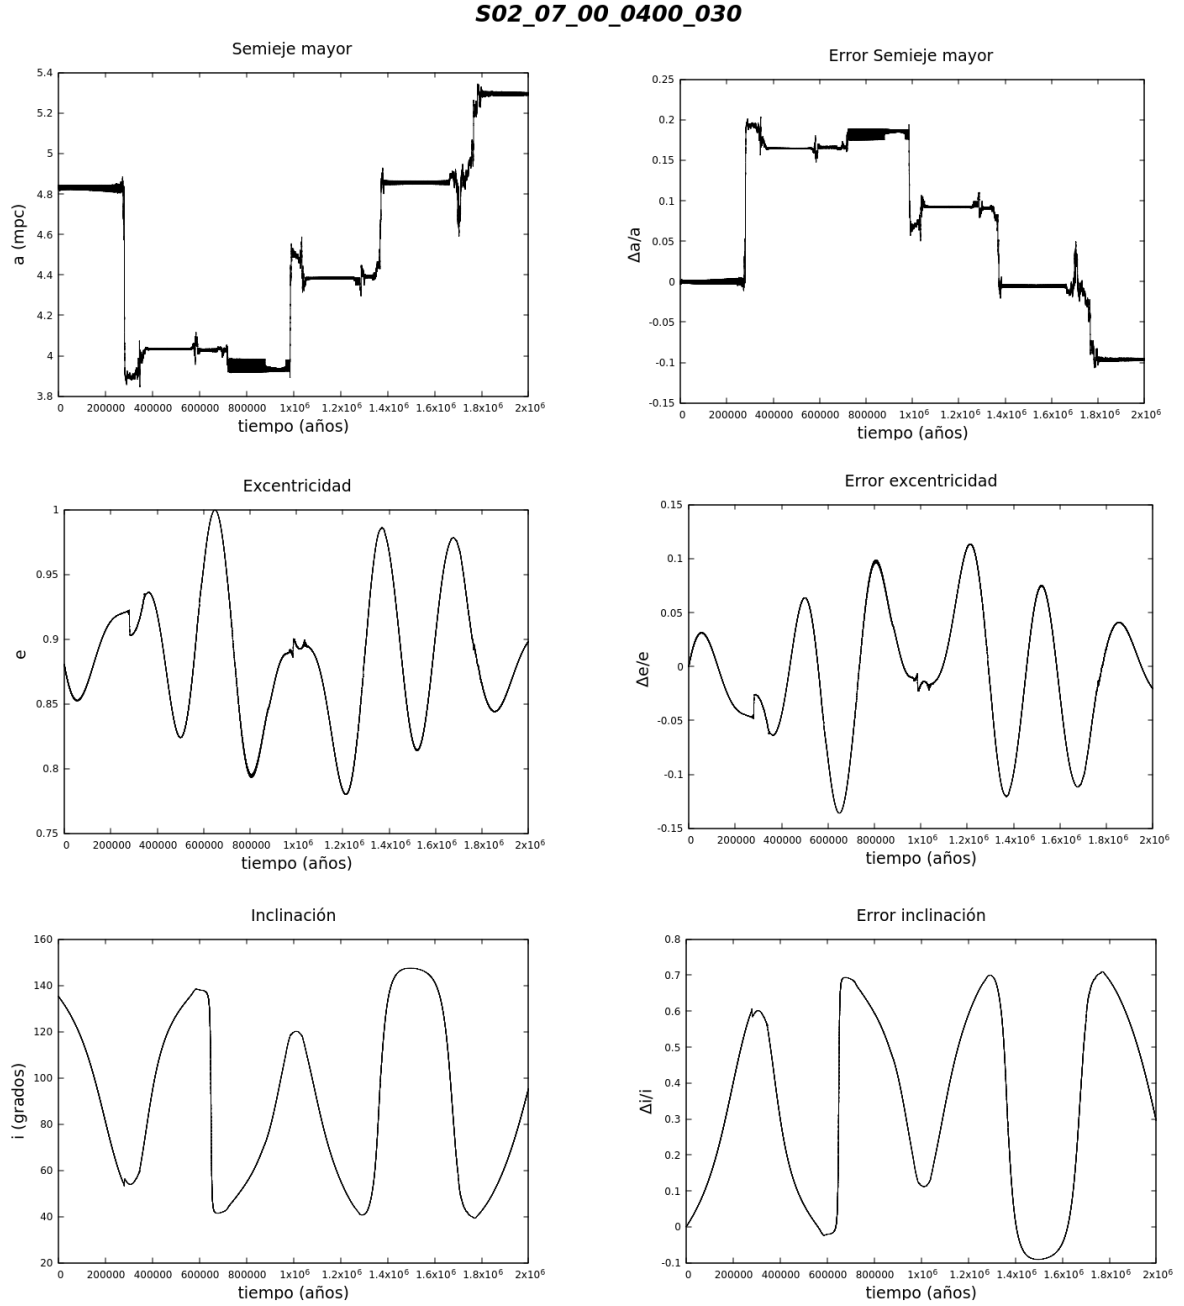 S02_07_00_0400_030
Semieje mayor
5.4
5.2
5
4.8
4.6
4.4
4.2
4
3.8
a (mpc)
0 200000 400000 600000 800000 1x10⁶ 1.2x10⁶ 1.4x10⁶ 1.6x10⁶ 1.8x10⁶ 2x10⁶
tiempo (años)
Error Semieje mayor
0.25
0.2
0.15
0.1
0.05
0
-0.05
-0.1
-0.15
Δa/a
0 200000 400000 600000 800000 1x10⁶ 1.2x10⁶ 1.4x10⁶ 1.6x10⁶ 1.8x10⁶ 2x10⁶
tiempo (años)
Excentricidad
1
0.95
0.9
0.85
0.8
0.75
e
0 200000 400000 600000 800000 1x10⁶ 1.2x10⁶ 1.4x10⁶ 1.6x10⁶ 1.8x10⁶ 2x10⁶
tiempo (años)
Error excentricidad
0.15
0.1
0.05
0
-0.05
-0.1
-0.15
Δe/e
0 200000 400000 600000 800000 1x10⁶ 1.2x10⁶ 1.4x10⁶ 1.6x10⁶ 1.8x10⁶ 2x10⁶
tiempo (años)
Inclinación
160
140
120
100
80
60
40
20
i (grados)
0 200000 400000 600000 800000 1x10⁶ 1.2x10⁶ 1.4x10⁶ 1.6x10⁶ 1.8x10⁶ 2x10⁶
tiempo (años)
Error inclinación
0.8
0.7
0.6
0.5
0.4
0.3
0.2
0.1
0
-0.1
Δi/i
0 200000 400000 600000 800000 1x10⁶ 1.2x10⁶ 1.4x10⁶ 1.6x10⁶ 1.8x10⁶ 2x10⁶
tiempo (años)